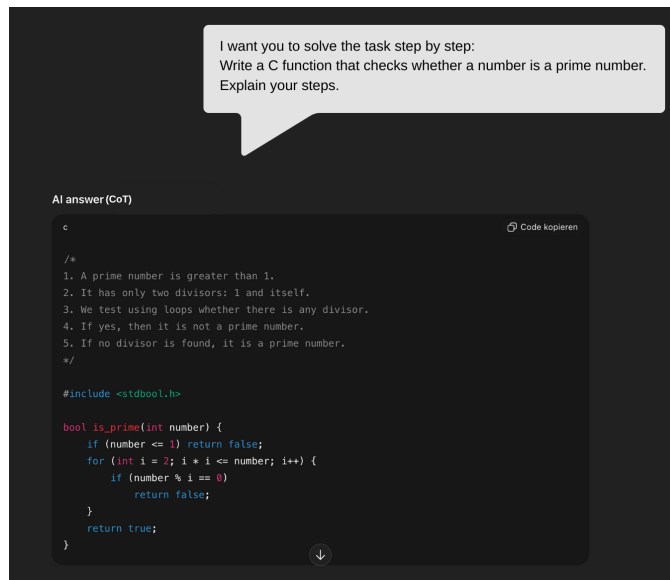 I want you to solve the task step by step:
Write a C function that checks whether a number is a prime number.
Explain your steps.
AI answer (CoT)
c
Code kopieren
/*
1. A prime number is greater than 1.
2. It has only two divisors: 1 and itself.
3. We test using loops whether there is any divisor.
4. If yes, then it is not a prime number.
5. If no divisor is found, it is a prime number.
*/
#include <stdbool.h>
bool is_prime(int number) {
    if (number <= 1) return false;
    for (int i = 2; i * i <= number; i++) {
        if (number % i == 0)
            return false;
    }
    return true;
}